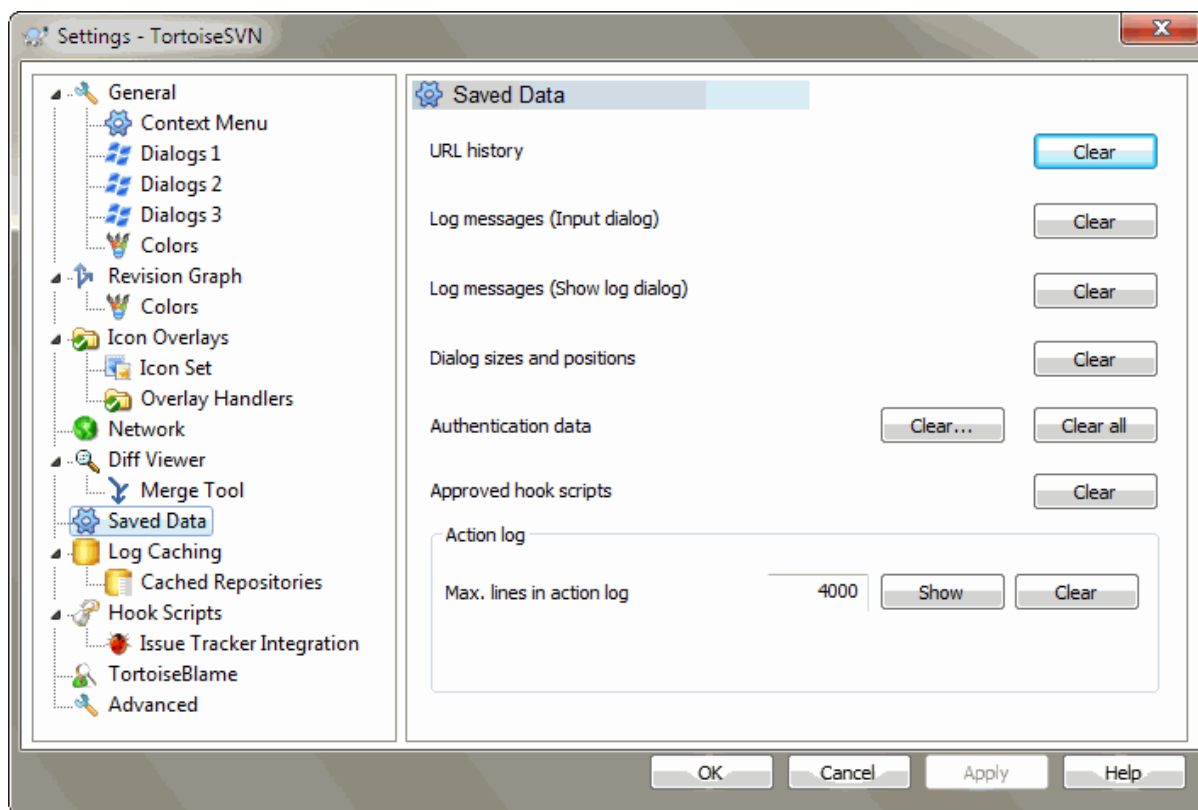 Settings - TortoiseSVN
General
Context Menu
Dialogs 1
Dialogs 2
Dialogs 3
Colors
Revision Graph
Colors
Icon Overlays
Icon Set
Overlay Handlers
Network
Diff Viewer
Merge Tool
Saved Data
Log Caching
Cached Repositories
Hook Scripts
Issue Tracker Integration
TortoiseBlame
Advanced
Saved Data
URL history Clear
Log messages (Input dialog) Clear
Log messages (Show log dialog) Clear
Dialog sizes and positions Clear
Authentication data Clear... Clear all
Approved hook scripts Clear
Action log
Max. lines in action log 4000 Show Clear
OK Cancel Apply Help